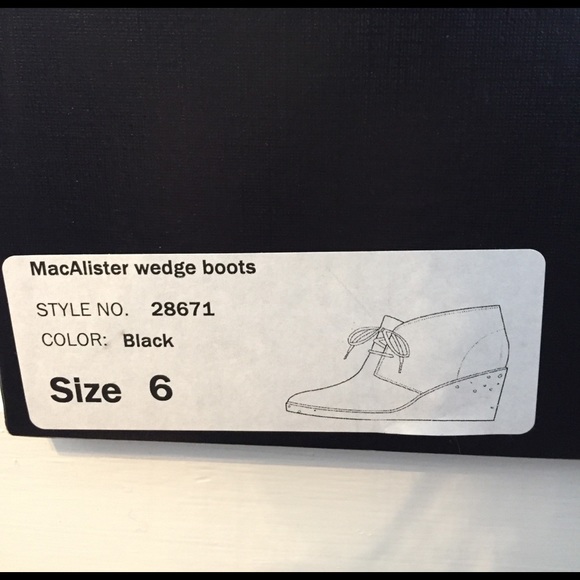 MacAlister wedge boots
STYLE NO. 28671
COLOR: Black
Size 6